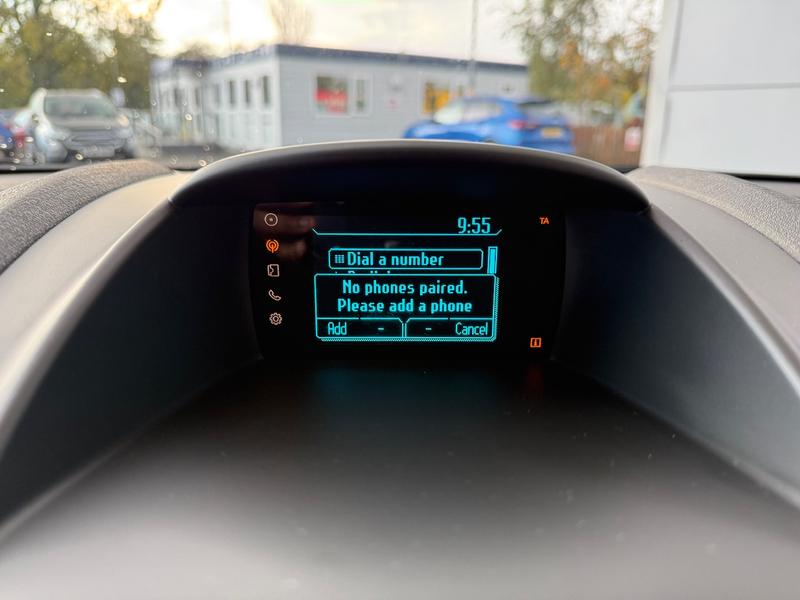 9:55
TA
Dial a number
No phones paired.
Please add a phone
Add - - Cancel